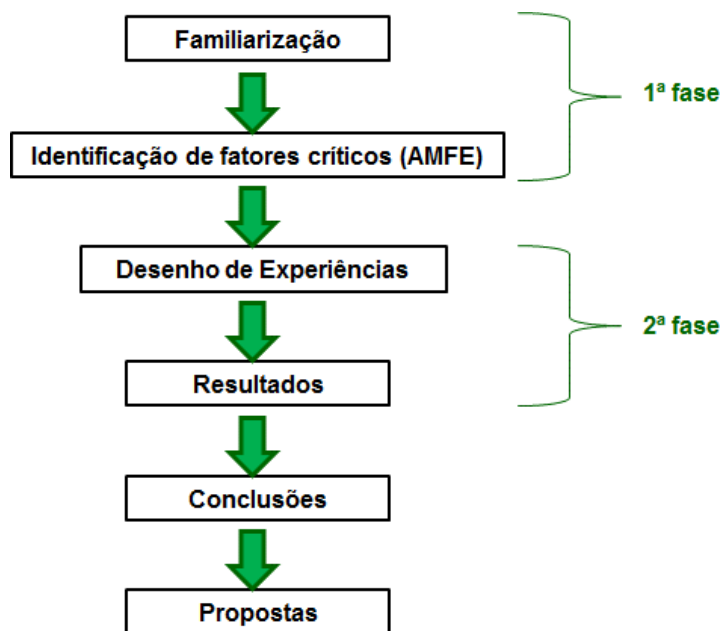 Familiarização
1ª fase
Identificação de fatores críticos (AMFE)
Desenho de Experiências
2ª fase
Resultados
Conclusões
Propostas